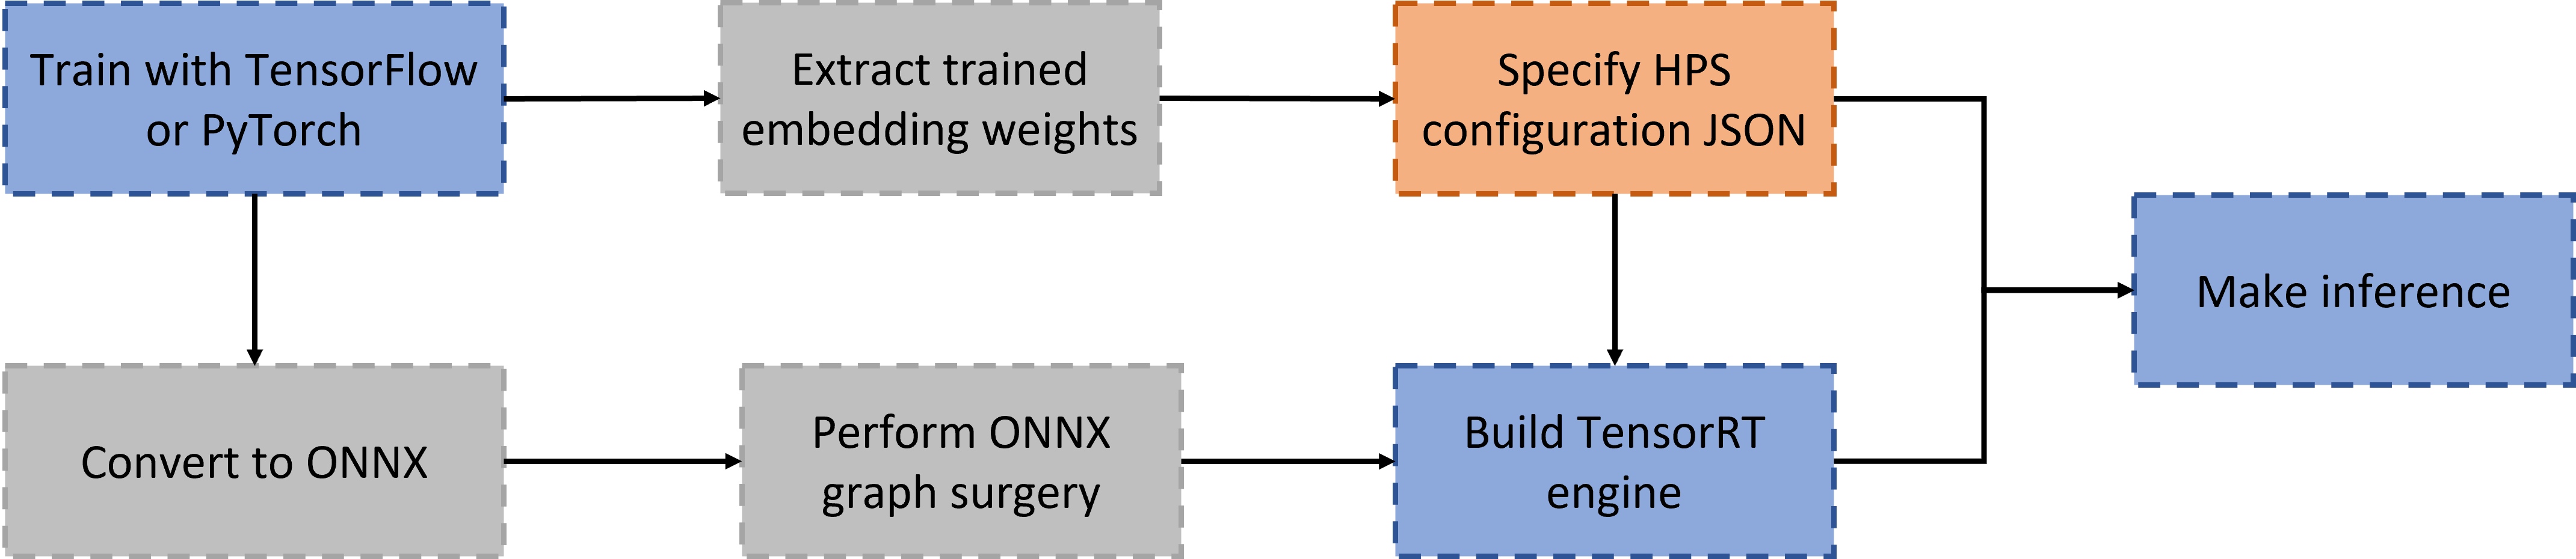 Train with TensorFlow
or PyTorch
Extract trained
embedding weights
Specify HPS
configuration JSON
Make inference
Convert to ONNX
Perform ONNX
graph surgery
Build TensorRT
engine